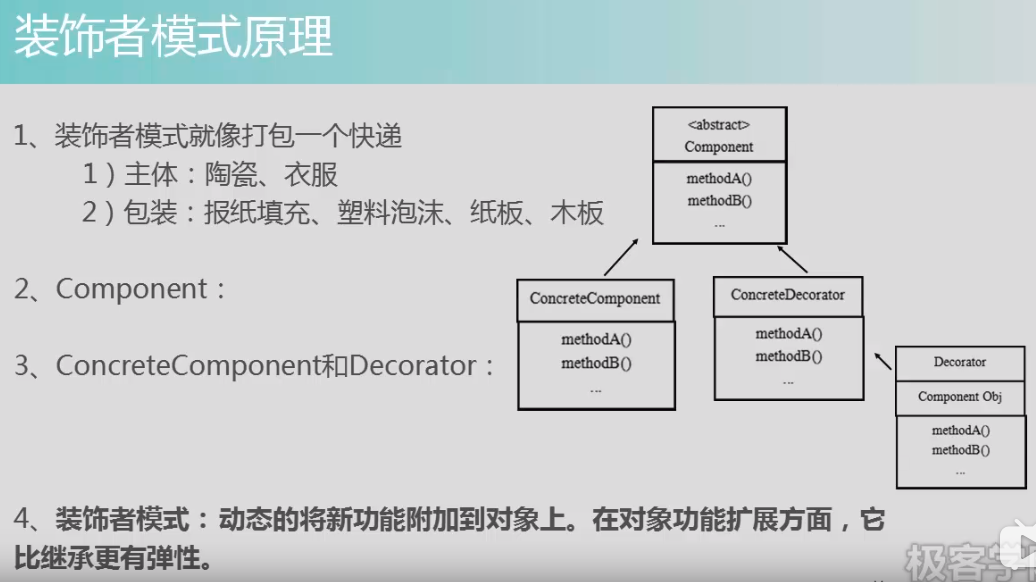 装饰者模式原理
1、装饰者模式就像打包一个快递
1）主体：陶瓷、衣服
2）包装：报纸填充、塑料泡沫、纸板、木板
2、Component：
3、ConcreteComponent和Decorator：
4、装饰者模式：动态的将新功能附加到对象上。在对象功能扩展方面，它
比继承更有弹性。
<abstract>
Component
methodA()
methodB()
...
ConcreteComponent
methodA()
methodB()
...
ConcreteDecorator
methodA()
methodB()
...
Decorator
Component Obj
methodA()
methodB()
...
极客学